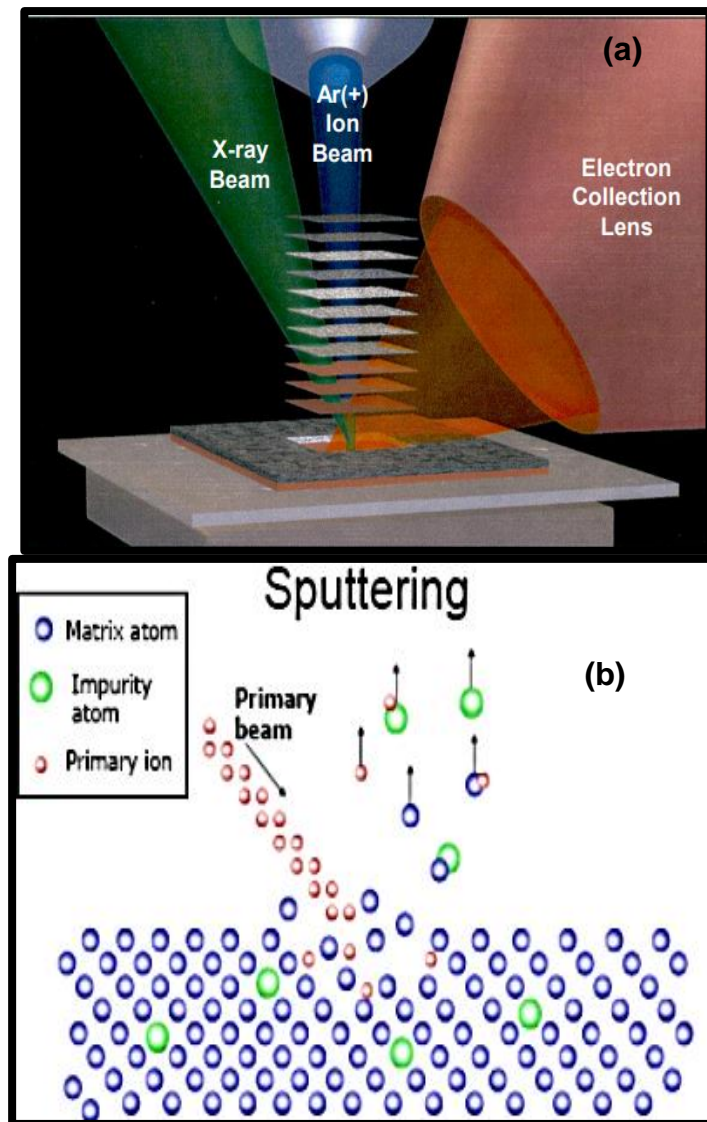 (a)
Ar(+)
Ion
Beam
X-ray
Beam
Electron
Collection
Lens
Sputtering
(b)
Matrix atom
Impurity
atom
Primary ion
Primary
beam